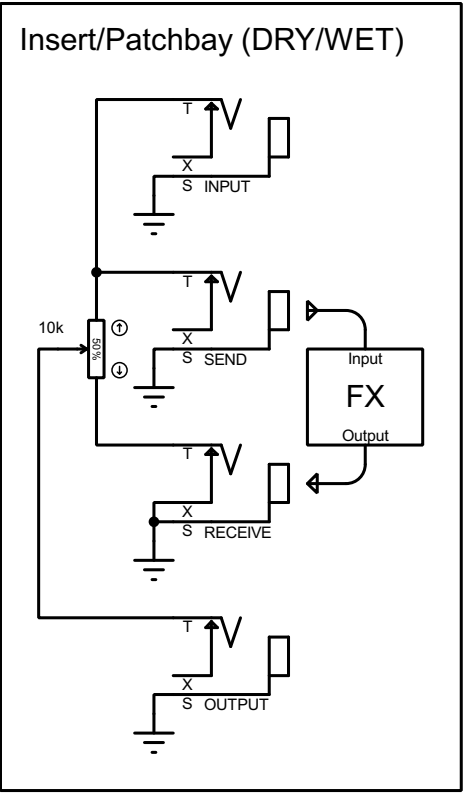 Insert/Patchbay (DRY/WET)
T
X
S INPUT
T
10k
50%
X
S SEND
Input
FX
Output
T
X
S RECEIVE
T
X
S OUTPUT